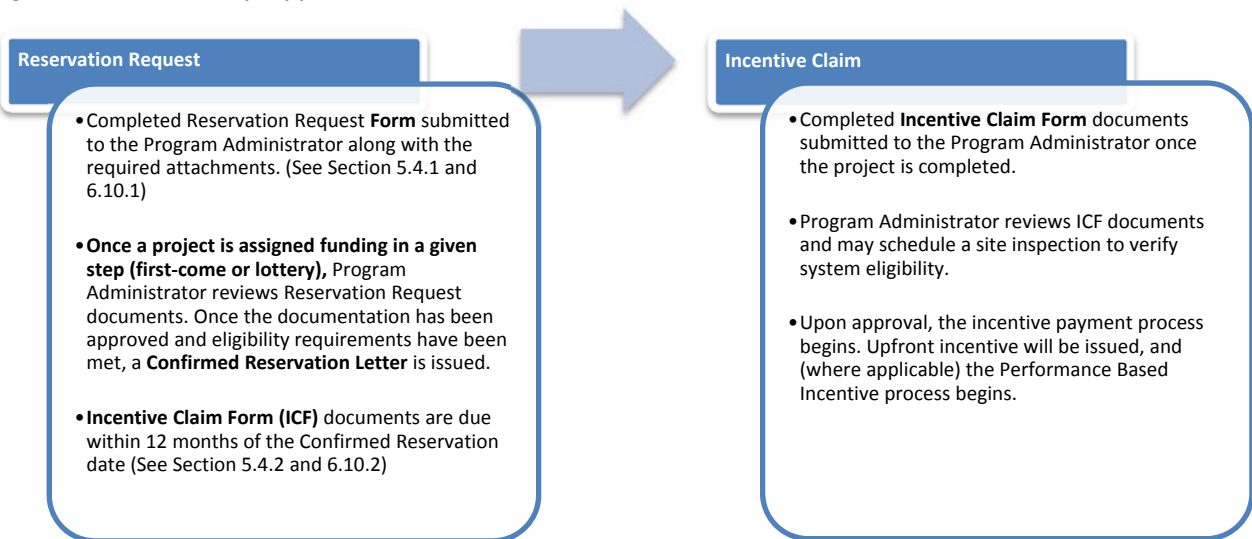 Reservation Request
•Completed Reservation Request Form submitted
to the Program Administrator along with the
required attachments. (See Section 5.4.1 and
6.10.1)
•Once a project is assigned funding in a given
step (first-come or lottery), Program
Administrator reviews Reservation Request
documents. Once the documentation has been
approved and eligibility requirements have been
met, a Confirmed Reservation Letter is issued.
•Incentive Claim Form (ICF) documents are due
within 12 months of the Confirmed Reservation
date (See Section 5.4.2 and 6.10.2)
Incentive Claim
•Completed Incentive Claim Form documents
submitted to the Program Administrator once
the project is completed.
•Program Administrator reviews ICF documents
and may schedule a site inspection to verify
system eligibility.
•Upon approval, the incentive payment process
begins. Upfront incentive will be issued, and
(where applicable) the Performance Based
Incentive process begins.